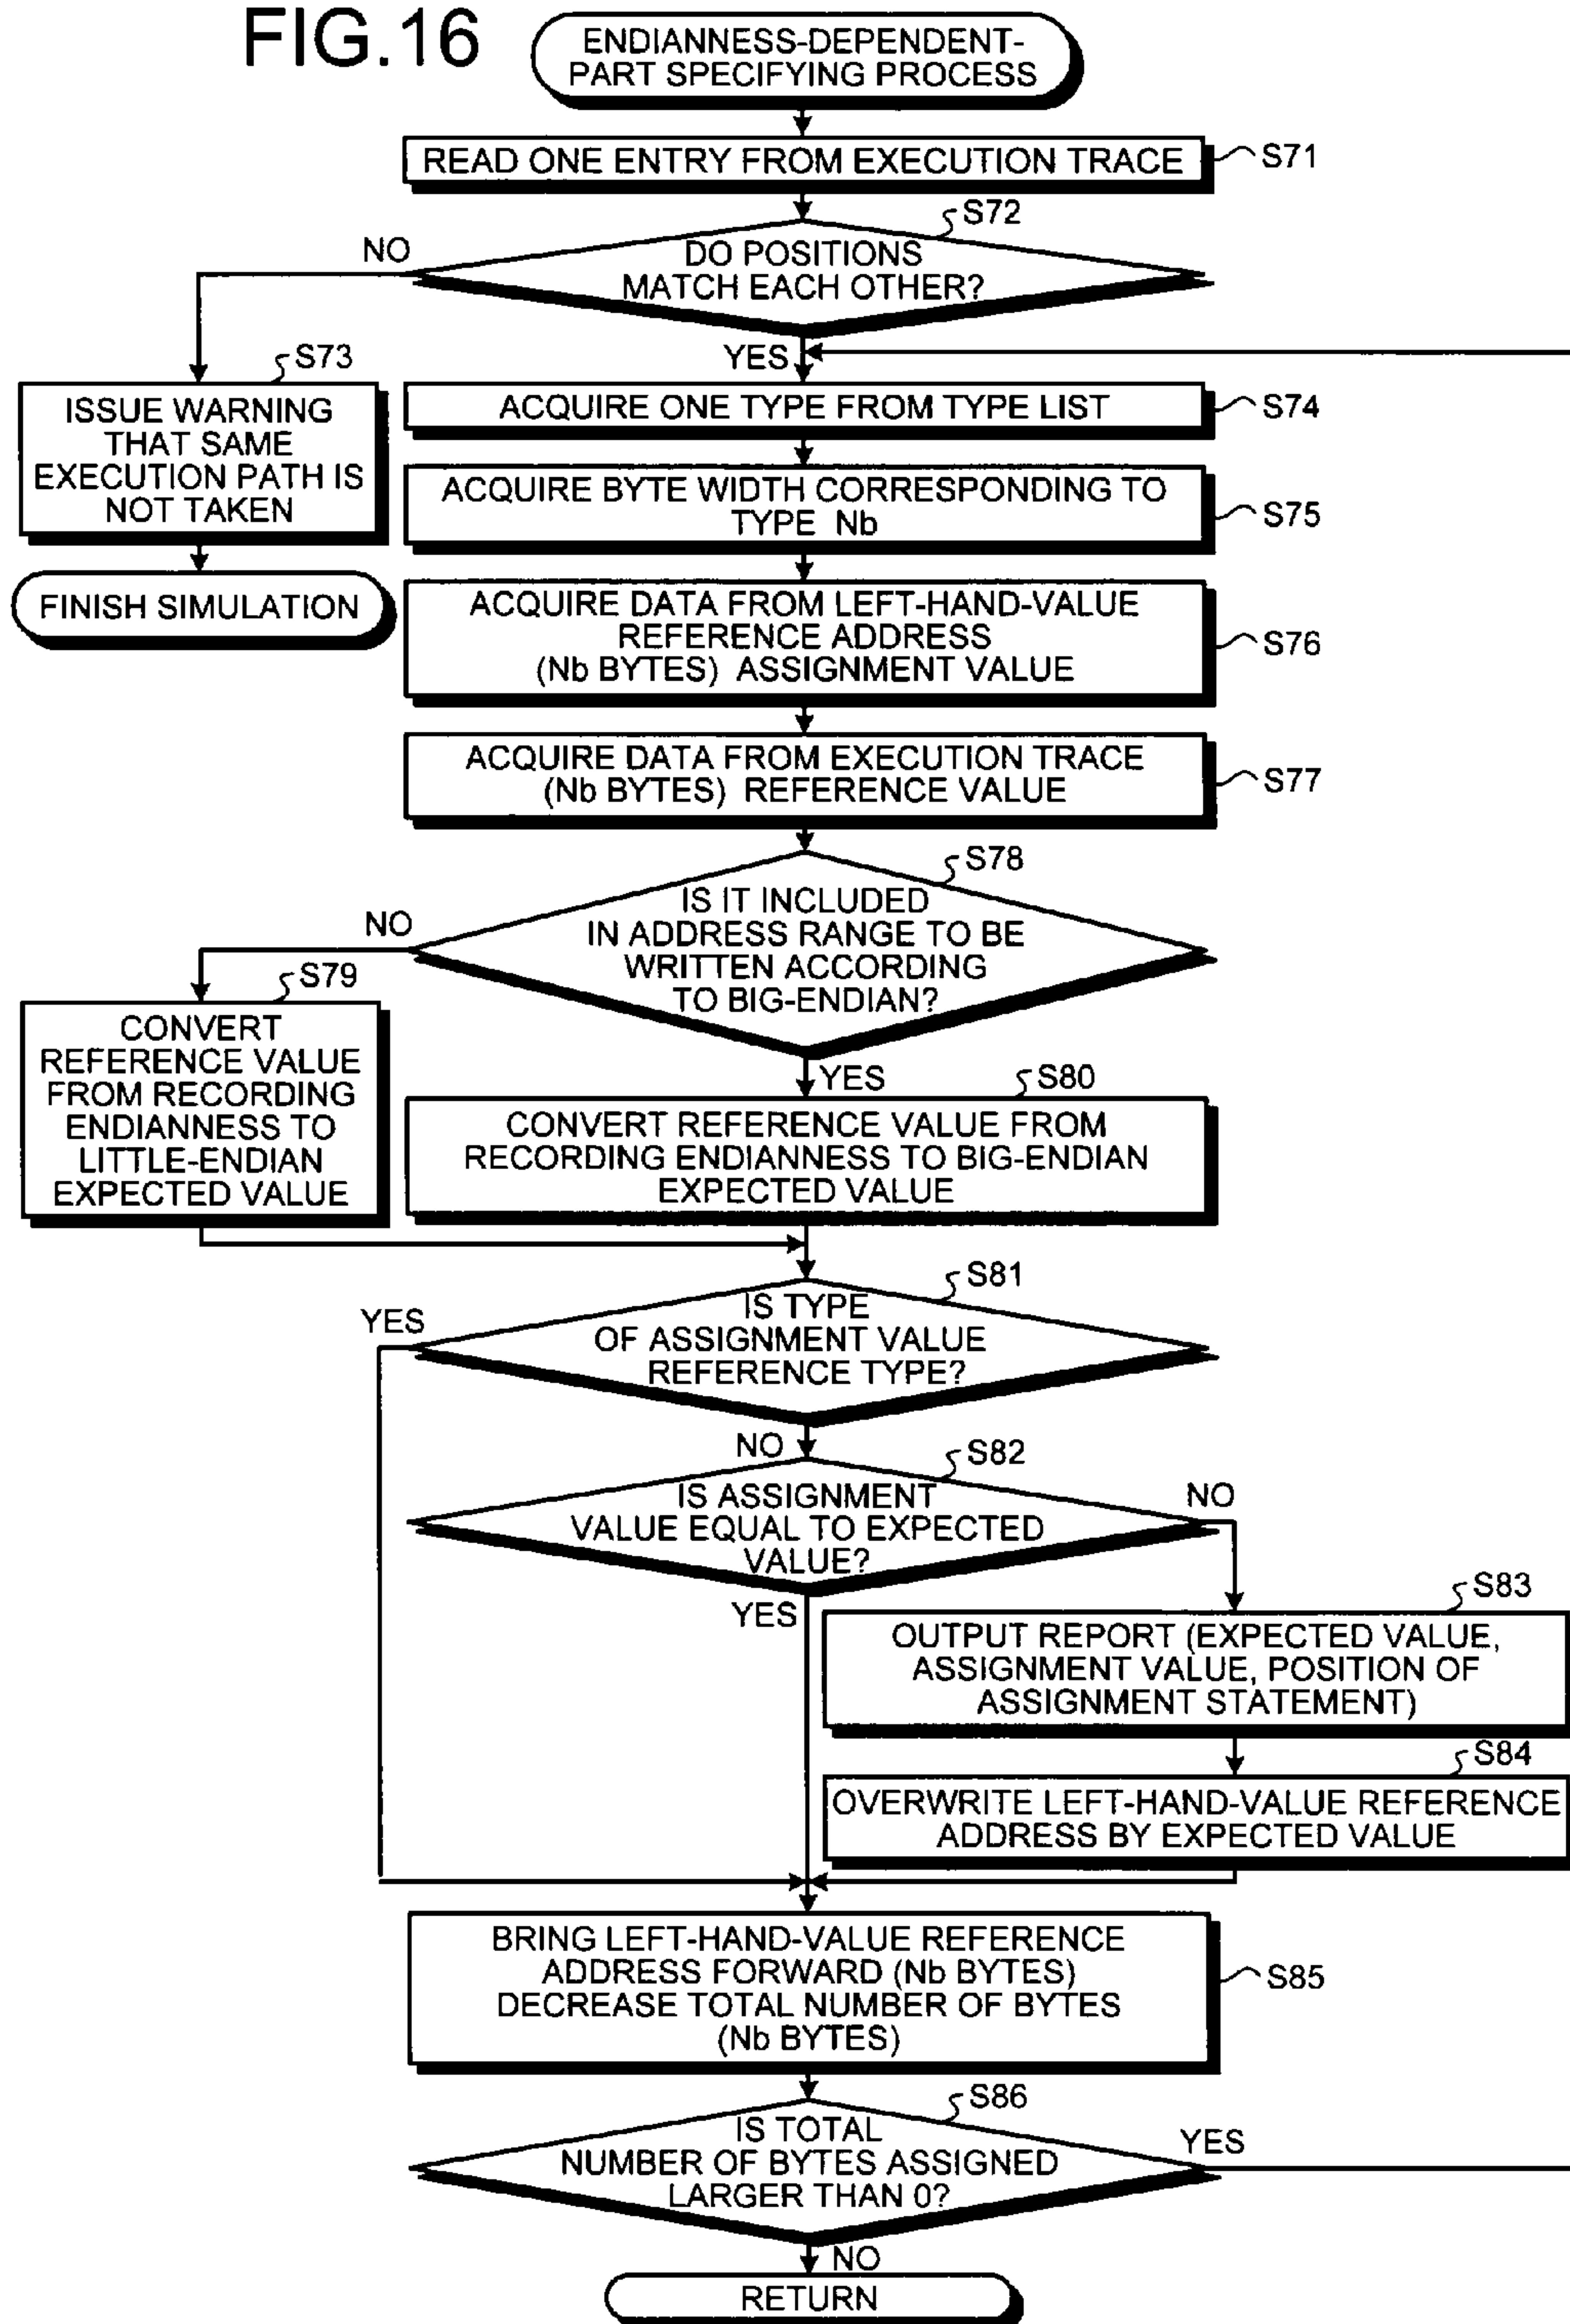 FIG.16
ENDIANNESS-DEPENDENT-
PART SPECIFYING PROCESS
READ ONE ENTRY FROM EXECUTION TRACE
S71
S72
NO
DO POSITIONS
MATCH EACH OTHER?
YES
S73
ISSUE WARNING
THAT SAME
EXECUTION PATH IS
NOT TAKEN
FINISH SIMULATION
ACQUIRE ONE TYPE FROM TYPE LIST
S74
ACQUIRE BYTE WIDTH CORRESPONDING TO
TYPE Nb
S75
ACQUIRE DATA FROM LEFT-HAND-VALUE
REFERENCE ADDRESS
(Nb BYTES) ASSIGNMENT VALUE
S76
ACQUIRE DATA FROM EXECUTION TRACE
(Nb BYTES) REFERENCE VALUE
S77
S78
NO
IS IT INCLUDED
IN ADDRESS RANGE TO BE
WRITTEN ACCORDING
TO BIG-ENDIAN?
YES
S79
CONVERT
REFERENCE VALUE
FROM RECORDING
ENDIANNESS TO
LITTLE-ENDIAN
EXPECTED VALUE
S80
CONVERT REFERENCE VALUE FROM
RECORDING ENDIANNESS TO BIG-ENDIAN
EXPECTED VALUE
S81
YES
IS TYPE
OF ASSIGNMENT VALUE
REFERENCE TYPE?
NO
S82
IS ASSIGNMENT
VALUE EQUAL TO EXPECTED
VALUE?
NO
YES
S83
OUTPUT REPORT (EXPECTED VALUE,
ASSIGNMENT VALUE, POSITION OF
ASSIGNMENT STATEMENT)
S84
OVERWRITE LEFT-HAND-VALUE REFERENCE
ADDRESS BY EXPECTED VALUE
BRING LEFT-HAND-VALUE REFERENCE
ADDRESS FORWARD (Nb BYTES)
DECREASE TOTAL NUMBER OF BYTES
(Nb BYTES)
S85
S86
IS TOTAL
NUMBER OF BYTES ASSIGNED
LARGER THAN 0?
YES
NO
RETURN